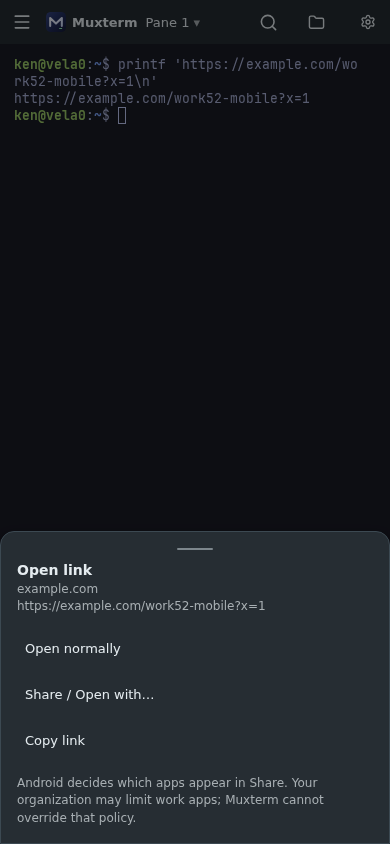 Muxterm Pane 1 ▾
ken@vela0:~$ printf 'https://example.com/wo
rk52-mobile?x=1\n'
https://example.com/work52-mobile?x=1
ken@vela0:~$
Open link
example.com
https://example.com/work52-mobile?x=1
Open normally
Share / Open with…
Copy link
Android decides which apps appear in Share. Your
organization may limit work apps; Muxterm cannot
override that policy.